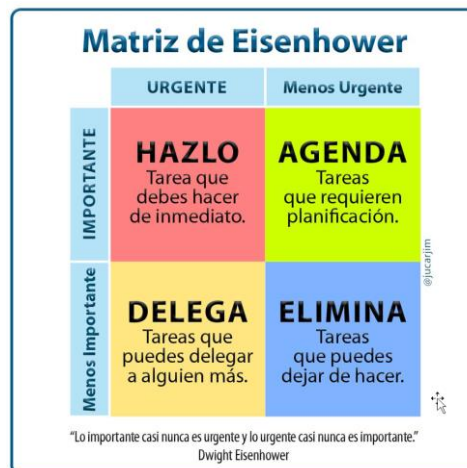 Matriz de Eisenhower
URGENTE
Menos Urgente
IMPORTANTE
HAZLO
Tarea que
debes hacer
de inmediato.
AGENDA
Tareas
que requieren
planificación.
Menos Importante
DELEGA
Tareas que
puedes delegar
a alguien más.
ELIMINA
Tareas
que puedes
dejar de hacer.
@jucarjim
“Lo importante casi nunca es urgente y lo urgente casi nunca es importante.”
Dwight Eisenhower